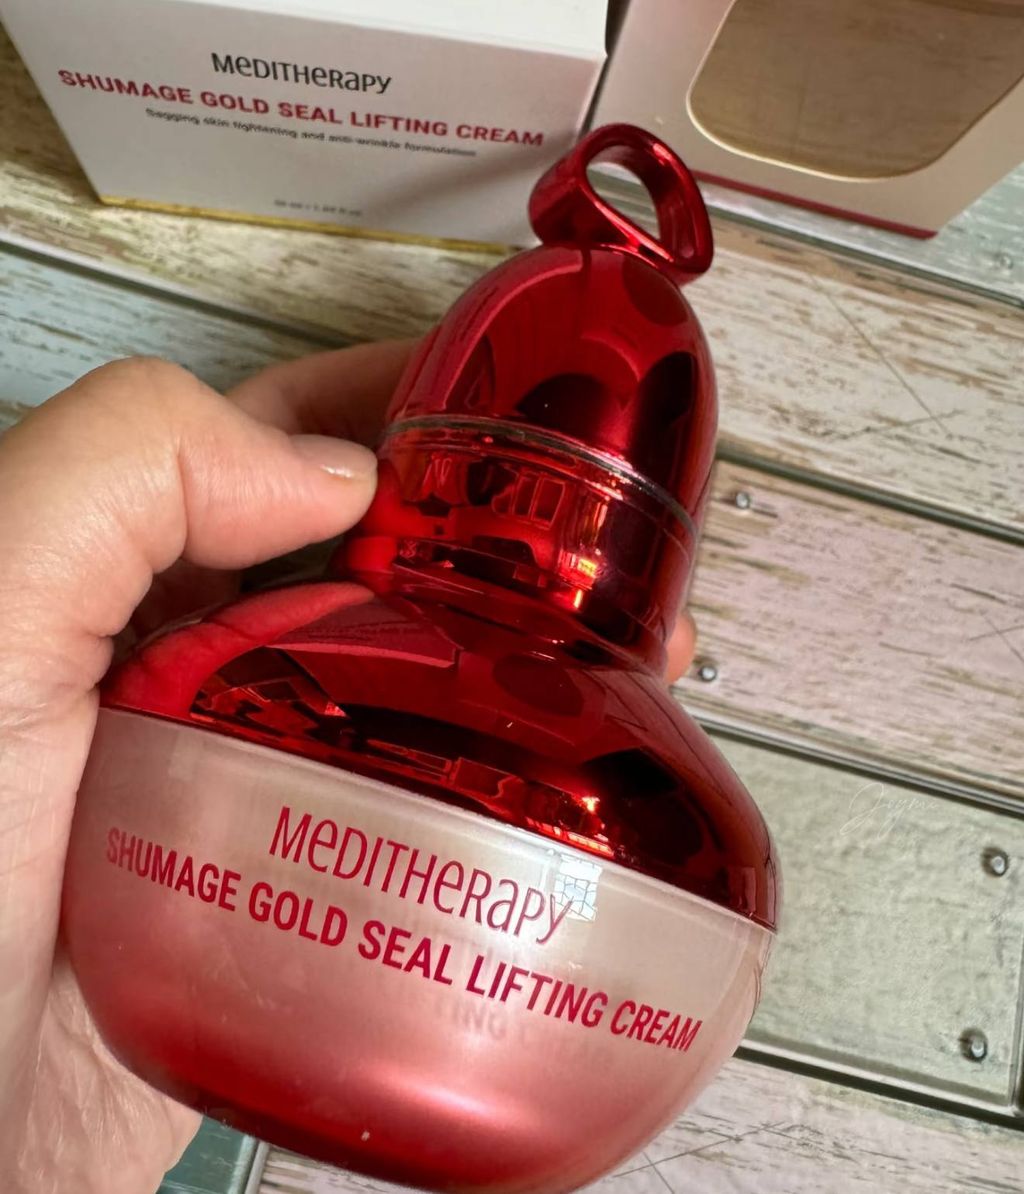 MeDITHeRAPY
SHUMAGE GOLD SEAL LIFTING CREAM
Sagging skin tightening and anti-wrinkle formulation
MeDITHeRAPY
SHUMAGE GOLD SEAL LIFTING CREAM